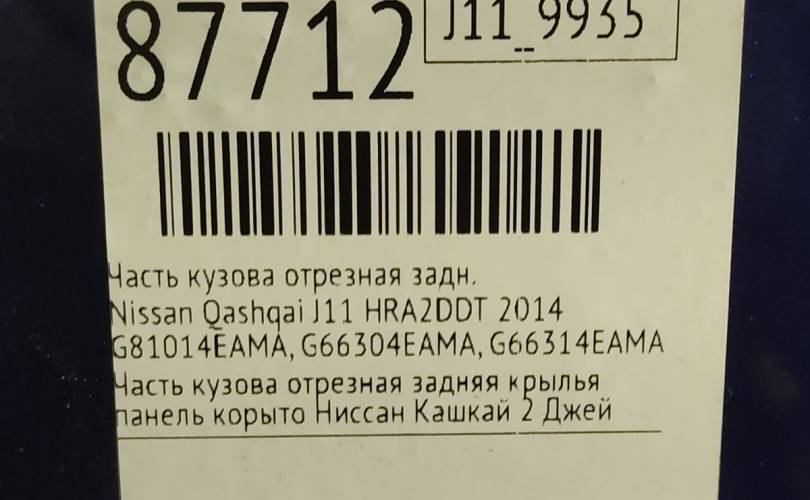 87712
J11_9935
Часть кузова отрезная задн.
Nissan Qashqai J11 HRA2DDT 2014
G81014EAMA, G66304EAMA, G66314EAMA
Часть кузова отрезная задняя крылья
панель корыто Ниссан Кашкай 2 Джей